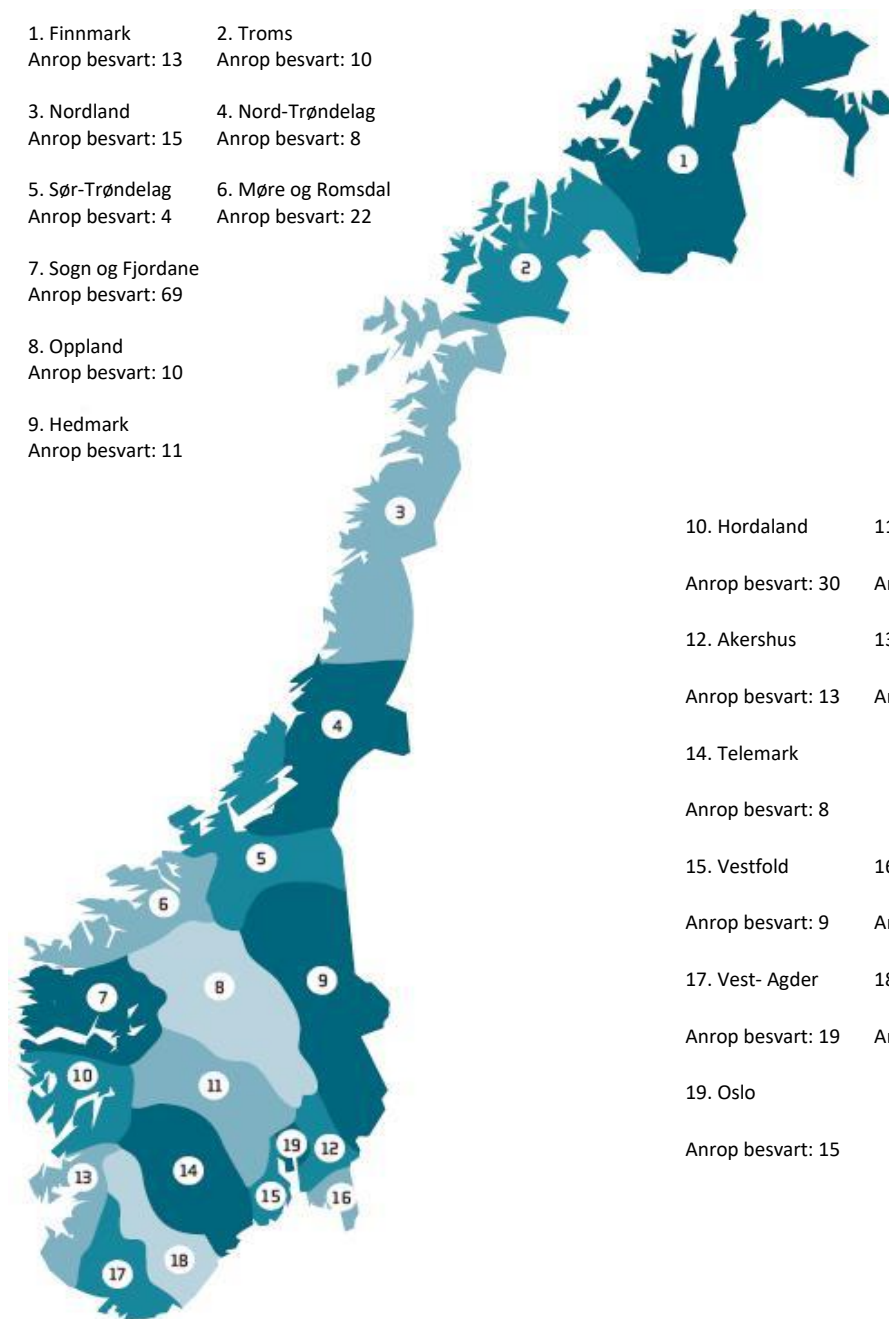 1. Finnmark 2. Troms
Anrop besvart: 13 Anrop besvart: 10
3. Nordland 4. Nord-Trøndelag
Anrop besvart: 15 Anrop besvart: 8
5. Sør-Trøndelag 6. Møre og Romsdal
Anrop besvart: 4 Anrop besvart: 22
7. Sogn og Fjordane
Anrop besvart: 69
8. Oppland
Anrop besvart: 10
9. Hedmark
Anrop besvart: 11
10. Hordaland 11
Anrop besvart: 30
12. Akershus 13
Anrop besvart: 13
14. Telemark
Anrop besvart: 8
15. Vestfold 16
Anrop besvart: 9
17. Vest- Agder 18
Anrop besvart: 19
19. Oslo
Anrop besvart: 15
1
2
3
4
5
6
7
8
9
10
11
12
13
14
15
16
17
18
19